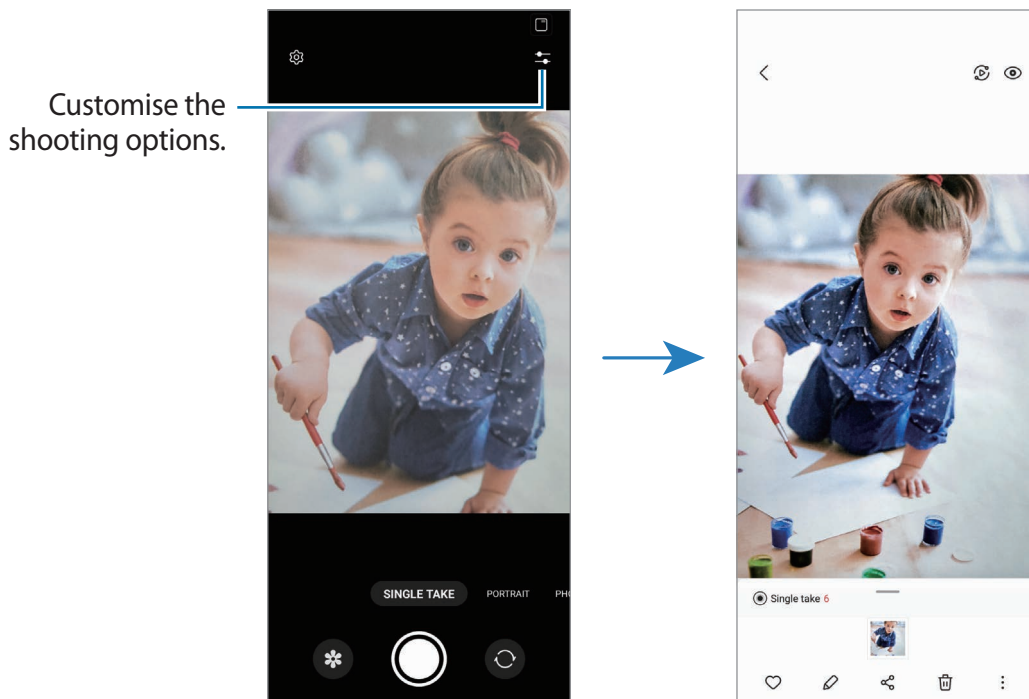 Customise the
shooting options.
SINGLE TAKE
PORTRAIT
Single take 6